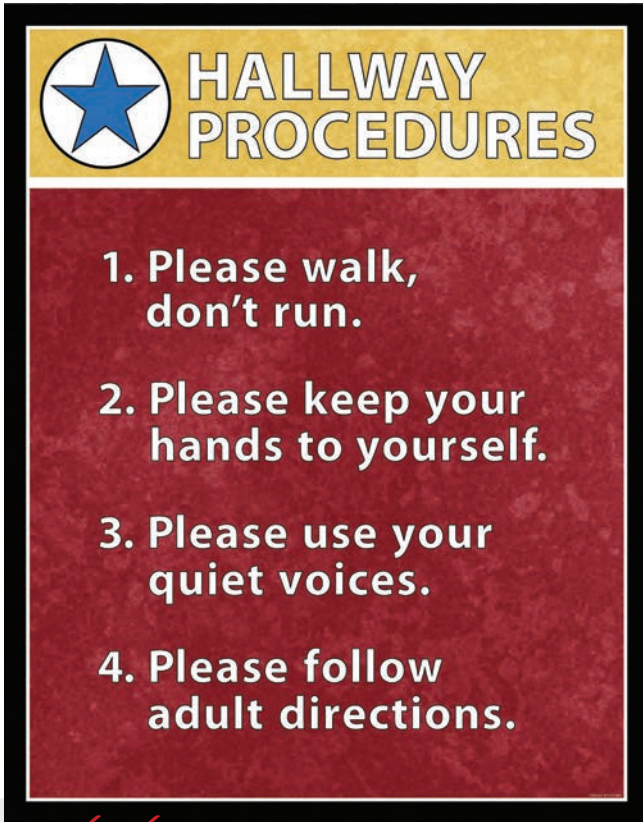 HALLWAY
PROCEDURES
1. Please walk,
don't run.
2. Please keep your
hands to yourself.
3. Please use your
quiet voices.
4. Please follow
adult directions.